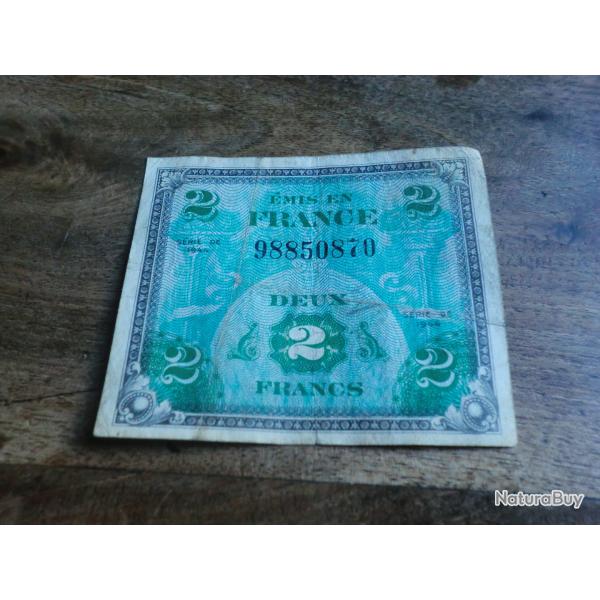 2 ÉMIS EN 2
FRANCE
SÉRIE DE
1944
98850870
DEUX
SÉRIE DE
1944
2 2 2
FRANCS
NaturaBuy